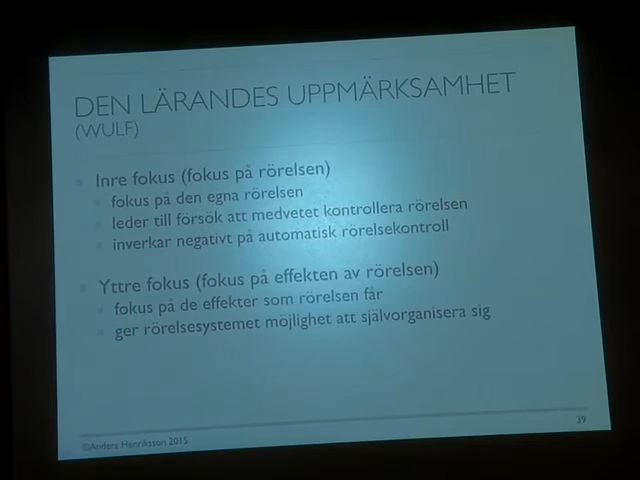 DEN LÄRANDES UPPMÄRKSAMHET
(WULF)
Inre fokus (fokus på rörelsen)
fokus på den egna rörelsen
leder till försök att medvetet kontrollera rörelsen
inverkar negativt på automatisk rörelsekontroll
Yttre fokus (fokus på effekten av rörelsen)
fokus på de effekter som rörelsen får
ger rörelsesystemet möjlighet att självorganisera sig
©Anders Henriksson 2015
39